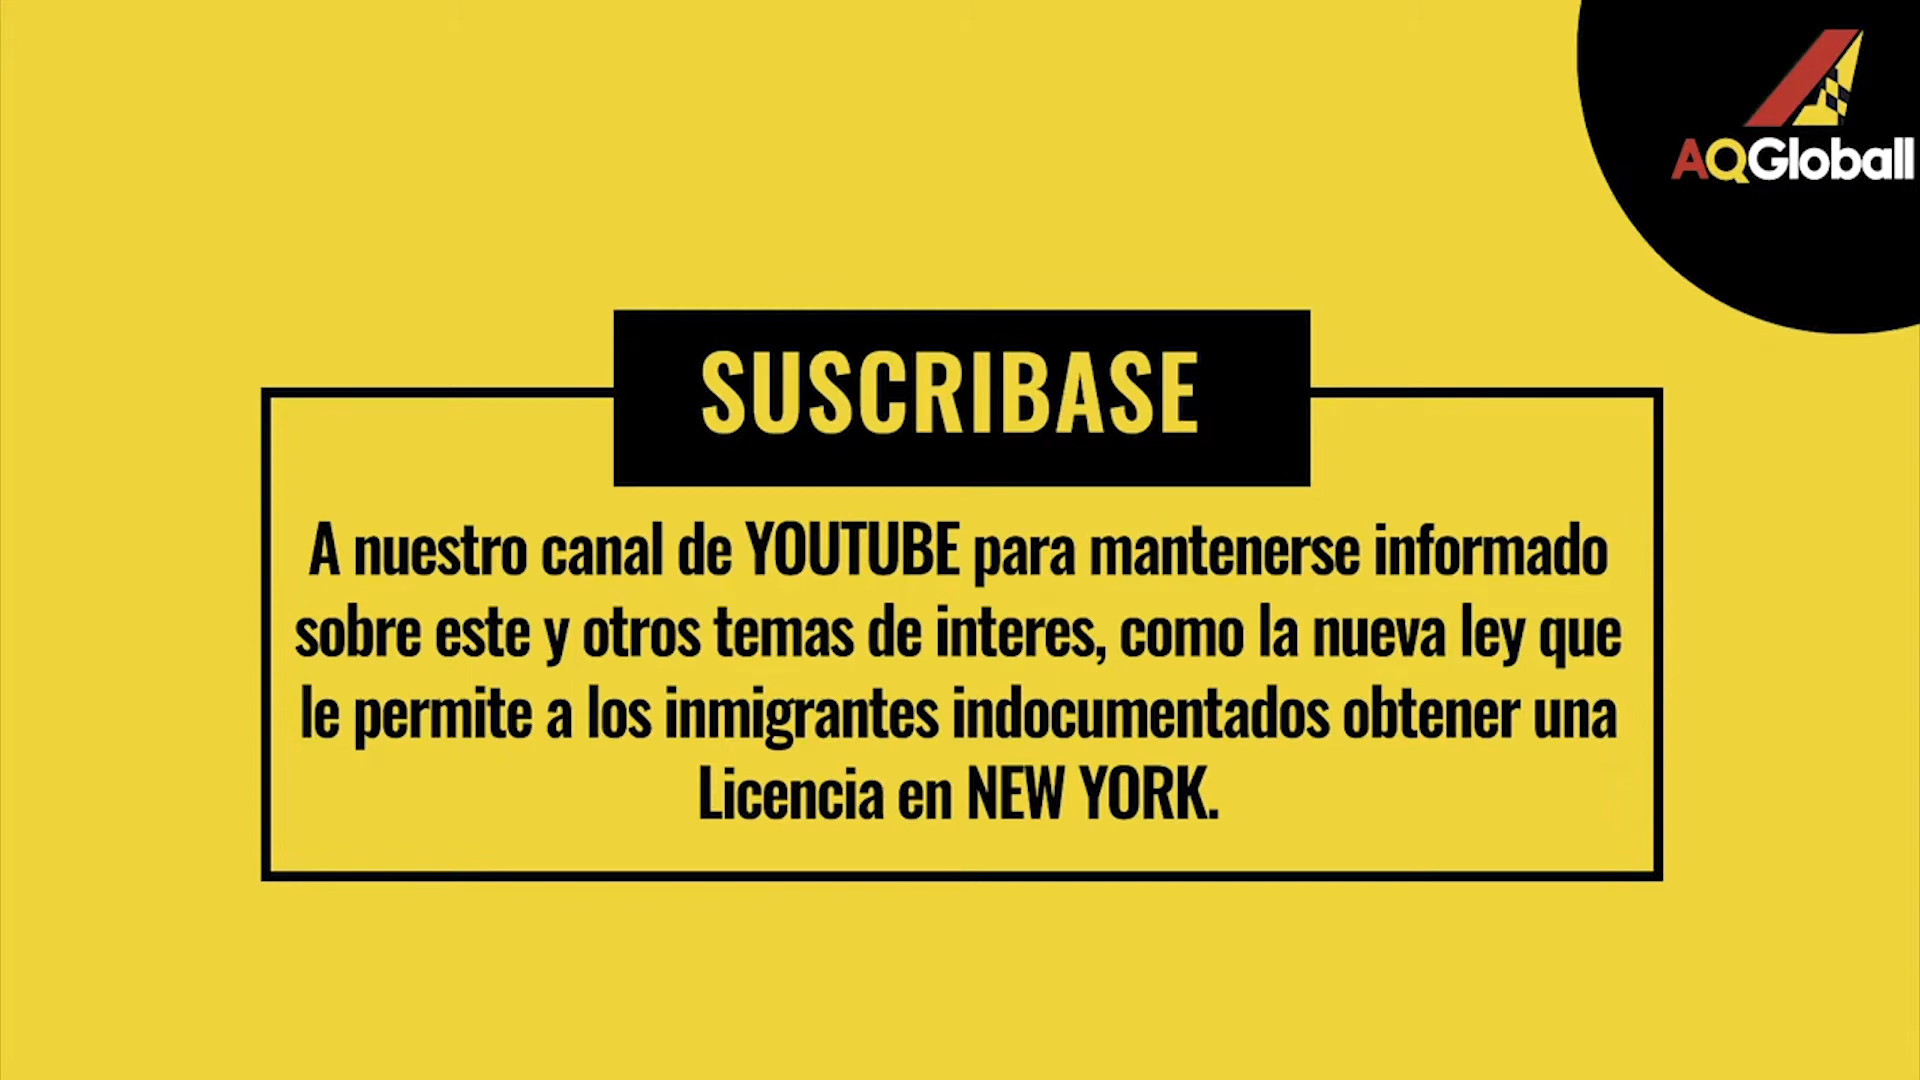 AQGloball
SUSCRIBASE
A nuestro canal de YOUTUBE para mantenerse informado
sobre este y otros temas de interes, como la nueva ley que
le permite a los inmigrantes indocumentados obtener una
Licencia en NEW YORK.